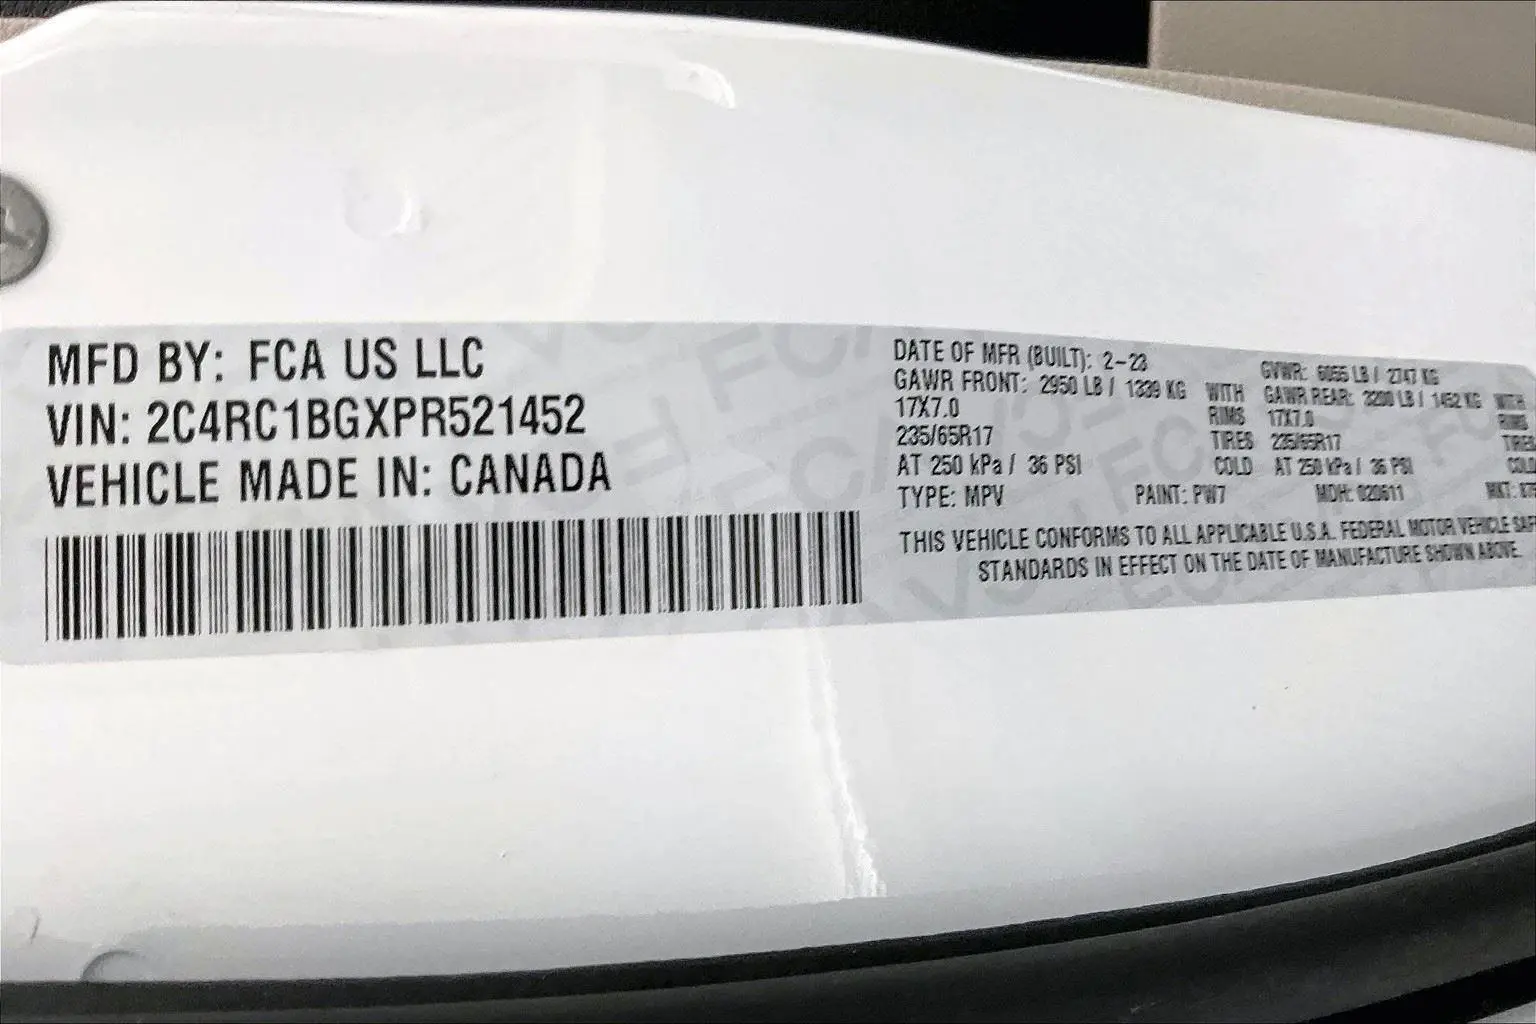 MFD BY: FCA US LLC
VIN: 2C4RC1BGXPR521452
VEHICLE MADE IN: CANADA
DATE OF MFR (BUILT): 2-23 GVWR: 6055 LB / 2747 KG
GAWR FRONT: 2950 LB / 1339 KG WITH GAWR REAR: 3200 LB / 1452 KG WITH
17X7.0 RIMS 17X7.0 RIMS
235/65R17 TIRES 235/65R17 TIRES
AT 250 kPa / 36 PSI COLD AT 250 kPa / 36 PSI COLD
TYPE: MPV PAINT: PW7 MDH: 020611 MKT:
THIS VEHICLE CONFORMS TO ALL APPLICABLE U.S.A. FEDERAL MOTOR VEHICLE SAF
STANDARDS IN EFFECT ON THE DATE OF MANUFACTURE SHOWN ABOVE.